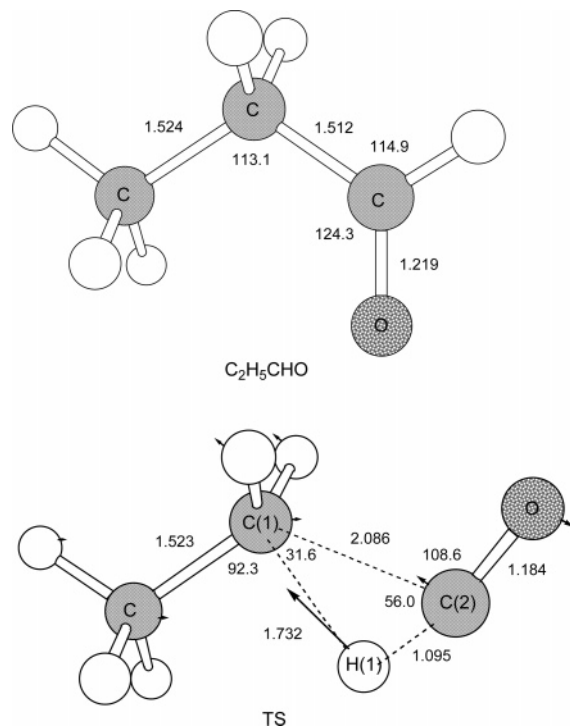 C
1.524
1.512
114.9
113.1
C
C
124.3
1.219
O
C₂H₅CHO
C(1)
O
1.523
2.086
108.6
31.6
1.184
92.3
56.0
C
C(2)
1.732
1.095
H(1)
TS